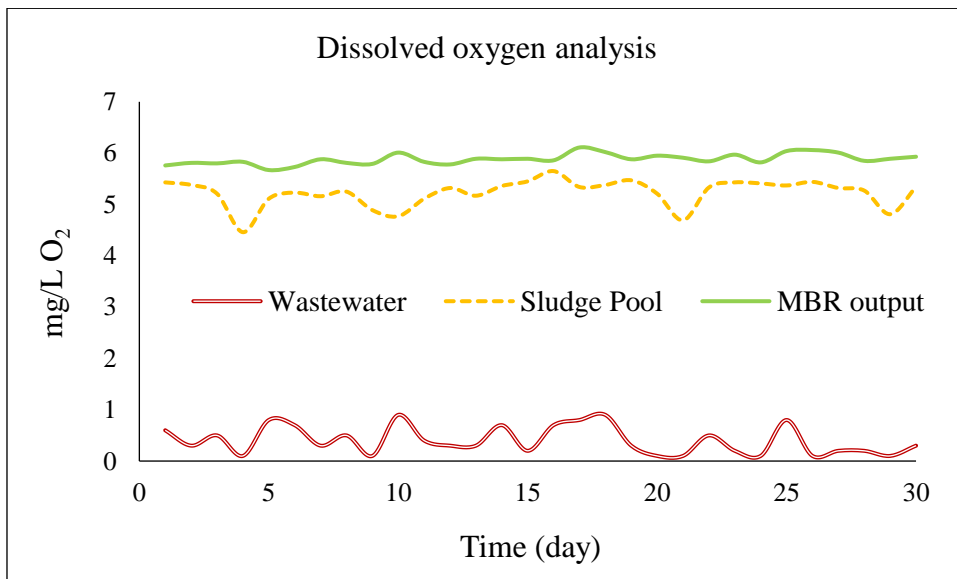 Dissolved oxygen analysis
7
6
5
4
3
2
1
0
mg/L O₂
Wastewater Sludge Pool MBR output
0 5 10 15 20 25 30
Time (day)